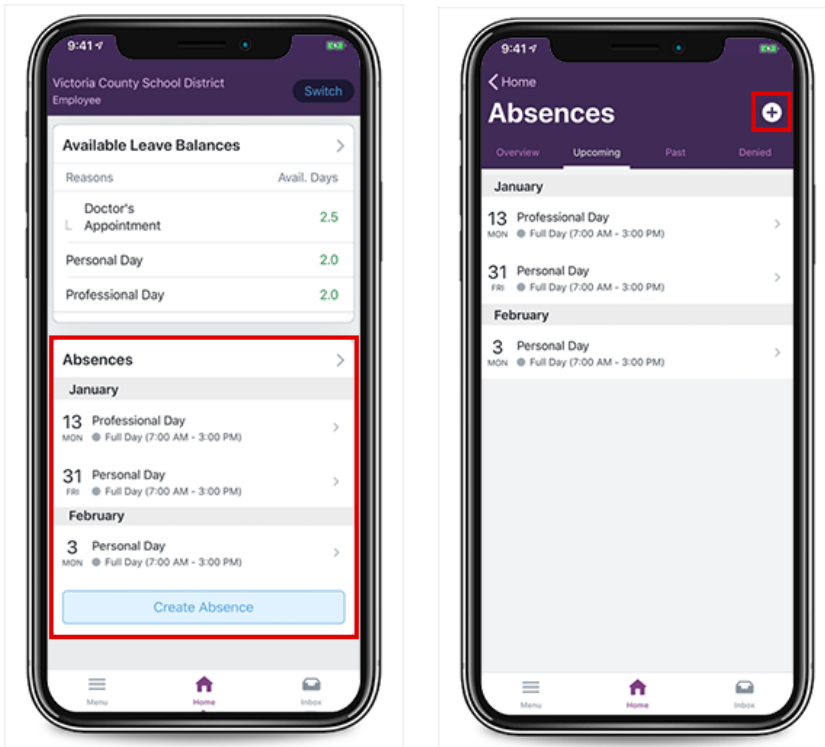 9:41
Victoria County School District
Employee
Switch
Available Leave Balances
Reasons Avail. Days
Doctor's
Appointment 2.5
Personal Day 2.0
Professional Day 2.0
Absences
January
13 Professional Day
MON Full Day (7:00 AM - 3:00 PM)
31 Personal Day
FRI Full Day (7:00 AM - 3:00 PM)
February
3 Personal Day
MON Full Day (7:00 AM - 3:00 PM)
Create Absence
Menu Home Inbox
9:41
Home
Absences
Overview Upcoming Past Denied
January
13 Professional Day
MON Full Day (7:00 AM - 3:00 PM)
31 Personal Day
FRI Full Day (7:00 AM - 3:00 PM)
February
3 Personal Day
MON Full Day (7:00 AM - 3:00 PM)
Menu Home Inbox